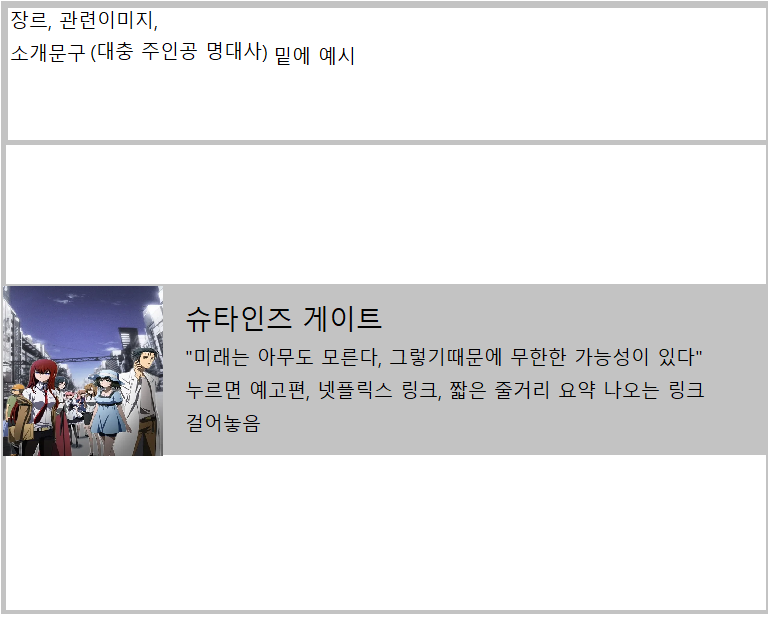 장르, 관련이미지,
소개문구 (대충 주인공 명대사) 밑에 예시
슈타인즈 게이트
"미래는 아무도 모른다, 그렇기때문에 무한한 가능성이 있다"
누르면 예고편, 넷플릭스 링크, 짧은 줄거리 요약 나오는 링크
걸어놓음